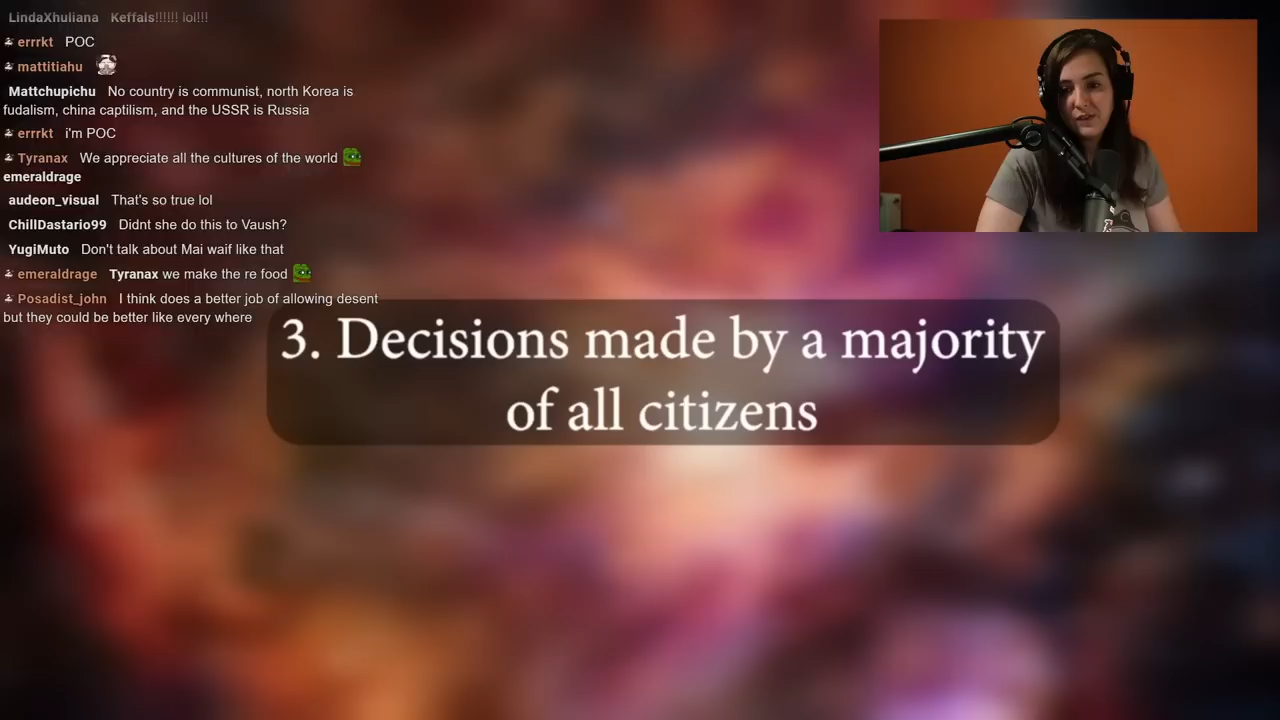 LindaXhuliana Keffals!!!!!! lol!!!
errrkt POC
mattitiahu
Mattchupichu No country is communist, north Korea is
fudalism, china captilism, and the USSR is Russia
errrkt i'm POC
Tyranax We appreciate all the cultures of the world
emeraldrage
audeon_visual That's so true lol
ChillDastario99 Didnt she do this to Vaush?
YugiMuto Don't talk about Mai waif like that
emeraldrage Tyranax we make the re food
Posadist_john I think does a better job of allowing desent
but they could be better like every where
3. Decisions made by a majority
of all citizens